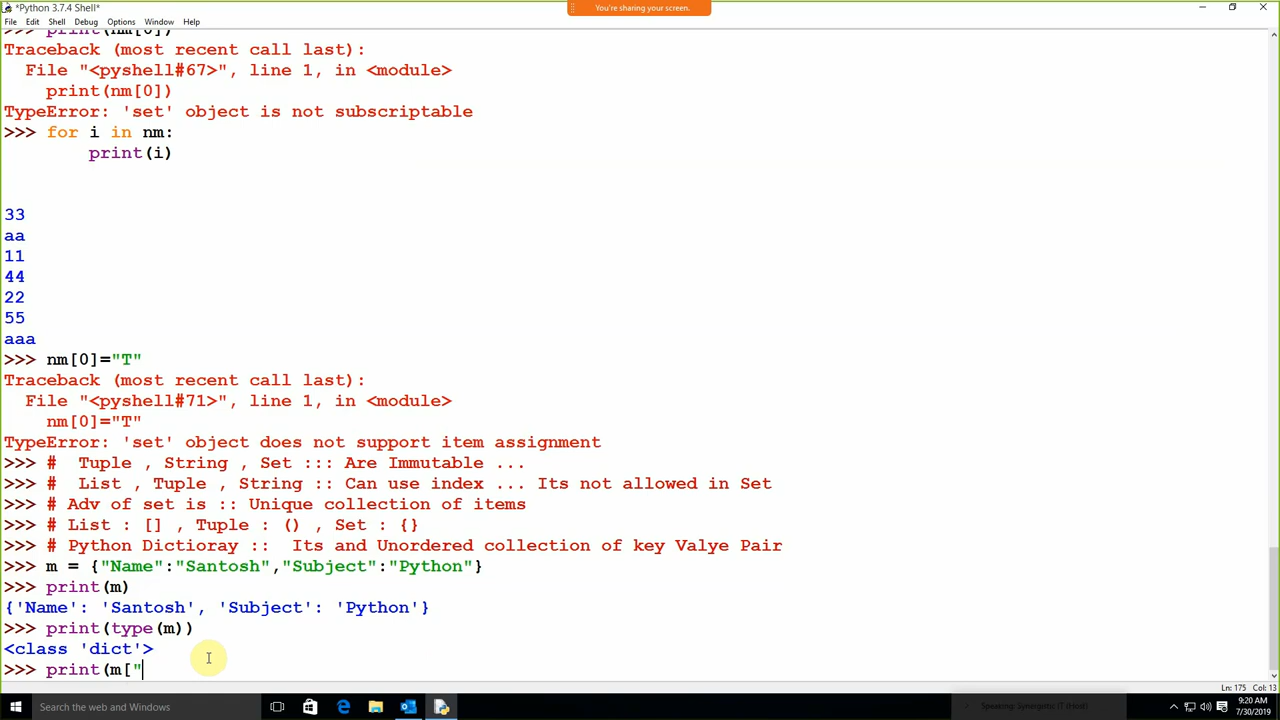 *Python 3.7.4 Shell*
You're sharing your screen.
File Edit Shell Debug Options Window Help
>>> print(nm[0])
Traceback (most recent call last):
  File "<pyshell#67>", line 1, in <module>
    print(nm[0])
TypeError: 'set' object is not subscriptable
>>> for i in nm:
        print(i)
33
aa
11
44
22
55
aaa
>>> nm[0]="T"
Traceback (most recent call last):
  File "<pyshell#71>", line 1, in <module>
    nm[0]="T"
TypeError: 'set' object does not support item assignment
>>> #  Tuple , String , Set ::: Are Immutable ...
>>> #  List , Tuple , String :: Can use index ... Its not allowed in Set
>>> # Adv of set is :: Unique collection of items
>>> # List : [] , Tuple : () , Set : {}
>>> # Python Dictioray ::  Its and Unordered collection of key Valye Pair
>>> m = {"Name":"Santosh","Subject":"Python"}
>>> print(m)
{'Name': 'Santosh', 'Subject': 'Python'}
>>> print(type(m))
<class 'dict'>
>>> print(m["
Ln: 175 Col: 13
Search the web and Windows
Speaking: Synergetic IT (Host)
9:20 AM
7/30/2019